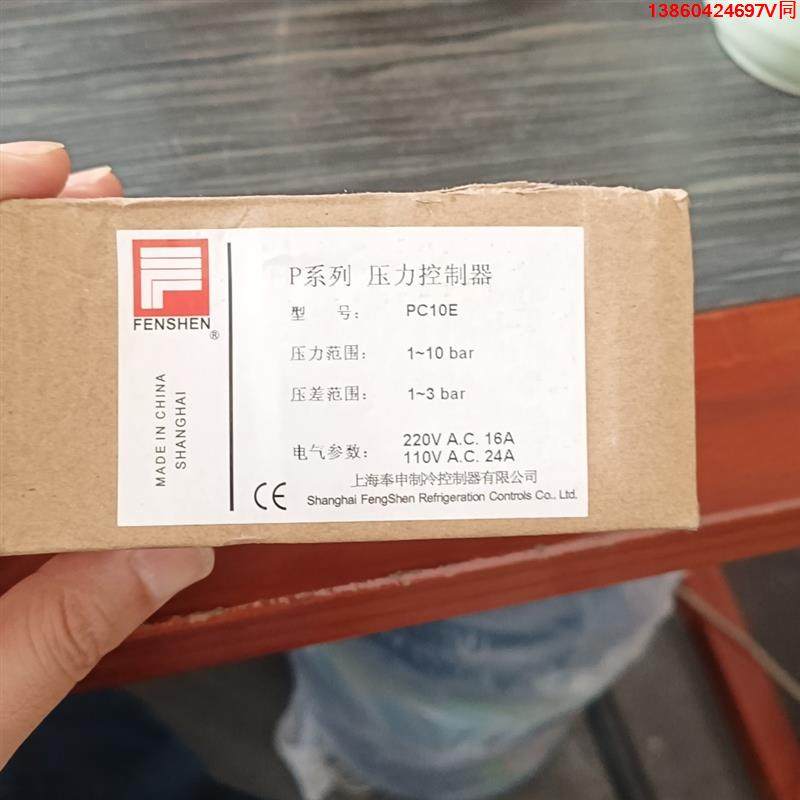 13860424697V同
FENSHEN®
MADE IN CHINA
SHANGHAI
P系列 压力控制器
型 号: PC10E
压力范围: 1~10 bar
压差范围: 1~3 bar
电气参数: 220V A.C. 16A
110V A.C. 24A
上海奉申制冷控制器有限公司
CE Shanghai FengShen Refrigeration Controls Co., Ltd.